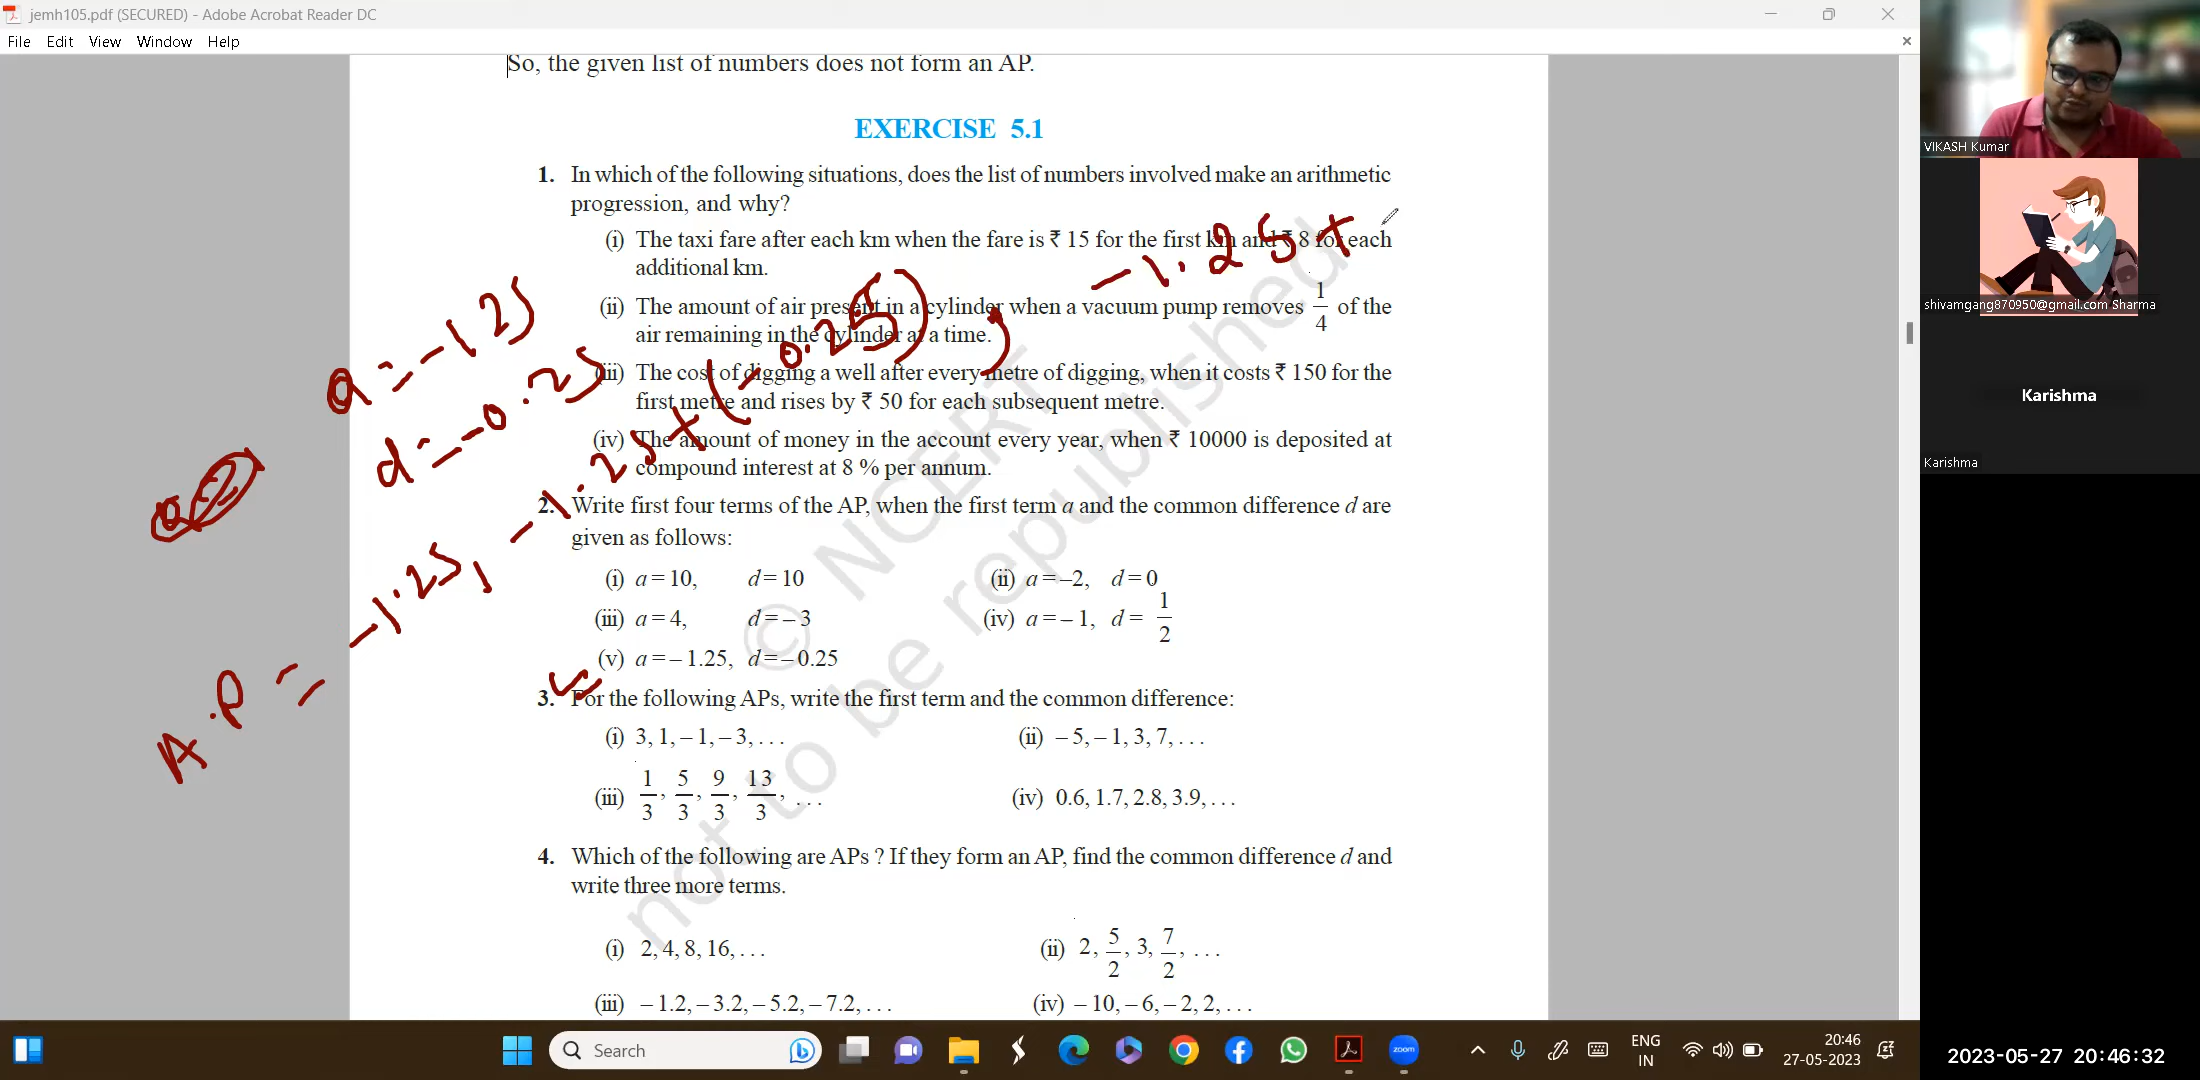 jemh105.pdf (SECURED) - Adobe Acrobat Reader DC
File Edit View Window Help
So, the given list of numbers does not form an AP.
EXERCISE 5.1
1. In which of the following situations, does the list of numbers involved make an arithmetic
progression, and why?
(i) The taxi fare after each km when the fare is ₹ 15 for the first km and ₹ 8 for each
additional km.
(ii) The amount of air present in a cylinder when a vacuum pump removes 1/4 of the
air remaining in the cylinder at a time.
(iii) The cost of digging a well after every metre of digging, when it costs ₹ 150 for the
first metre and rises by ₹ 50 for each subsequent metre.
(iv) The amount of money in the account every year, when ₹ 10000 is deposited at
compound interest at 8 % per annum.
2. Write first four terms of the AP, when the first term a and the common difference d are
given as follows:
(i) a = 10, d = 10 (ii) a = –2, d = 0
(iii) a = 4, d = – 3 (iv) a = – 1, d = 1/2
(v) a = – 1.25, d = – 0.25
3. For the following APs, write the first term and the common difference:
(i) 3, 1, – 1, – 3, . . . (ii) – 5, – 1, 3, 7, . . .
(iii) 1/3, 5/3, 9/3, 13/3, . . . (iv) 0.6, 1.7, 2.8, 3.9, . . .
4. Which of the following are APs ? If they form an AP, find the common difference d and
write three more terms.
(i) 2, 4, 8, 16, . . . (ii) 2, 5/2, 3, 7/2, . . .
(iii) – 1.2, – 3.2, – 5.2, – 7.2, . . . (iv) – 10, – 6, – 2, 2, . . .
© NCERT
not to be republished
a = -1.25
d = -0.25
A.P = -1.25, -1.25+(-0.25), -1.25+
VIKASH Kumar
shivamgang870950@gmail.com Sharma
Karishma
Karishma
Search
zoom
ENG
IN
20:46
27-05-2023
2023-05-27 20:46:32